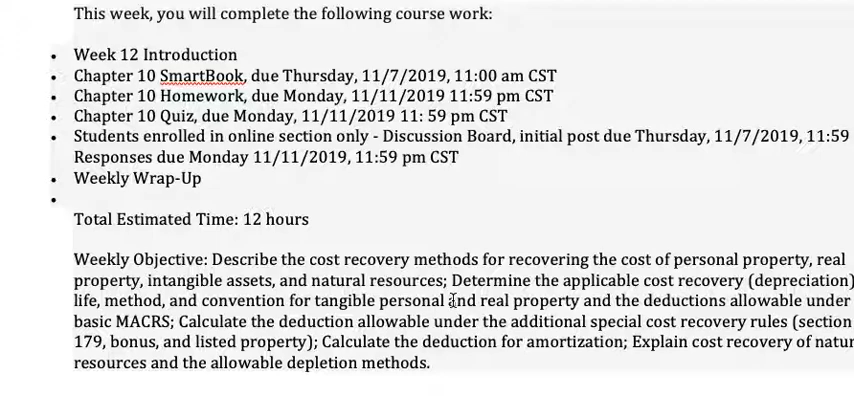 This week, you will complete the following course work:
• Week 12 Introduction
• Chapter 10 SmartBook, due Thursday, 11/7/2019, 11:00 am CST
• Chapter 10 Homework, due Monday, 11/11/2019 11:59 pm CST
• Chapter 10 Quiz, due Monday, 11/11/2019 11: 59 pm CST
• Students enrolled in online section only - Discussion Board, initial post due Thursday, 11/7/2019, 11:59
Responses due Monday 11/11/2019, 11:59 pm CST
• Weekly Wrap-Up
•
Total Estimated Time: 12 hours
Weekly Objective: Describe the cost recovery methods for recovering the cost of personal property, real
property, intangible assets, and natural resources; Determine the applicable cost recovery (depreciation)
life, method, and convention for tangible personal and real property and the deductions allowable under
basic MACRS; Calculate the deduction allowable under the additional special cost recovery rules (section
179, bonus, and listed property); Calculate the deduction for amortization; Explain cost recovery of natur
resources and the allowable depletion methods.